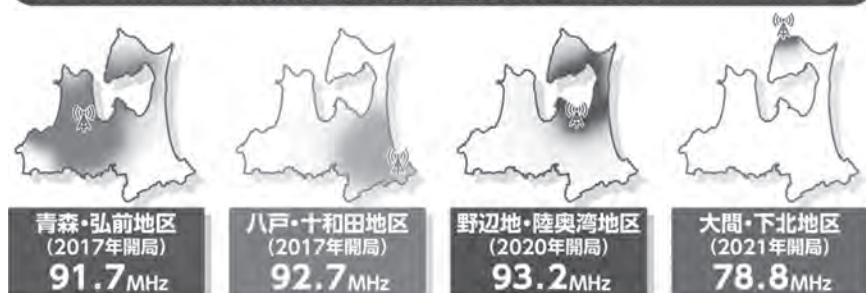 青森・弘前地区
(2017年開局)
91.7MHz
八戸・十和田地区
(2017年開局)
92.7MHz
野辺地・陸奥湾地区
(2020年開局)
93.2MHz
大間・下北地区
(2021年開局)
78.8MHz